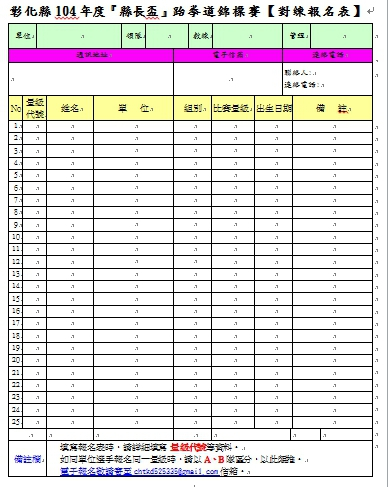 彰化縣 104 年度『縣長盃』跆拳道錦標賽【對練報名表】
單位 領隊 教練 管理
通訊地址 電子信箱 連絡電話
聯絡人:
連絡電話:
No 量級代號 姓名 單 位 組別 比賽量級 出生日期 備 註
1
2
3
4
5
6
7
8
9
10
11
12
13
14
15
16
17
18
19
20
21
22
23
24
25
備註欄
填寫報名表時,請詳細填寫 量級代號等資料。
如同單位選手報名同一量級時,請以 A、B 隊區分,以此類推。
電子報名敬請寄至 chtkd525335@gmail.com 信箱。